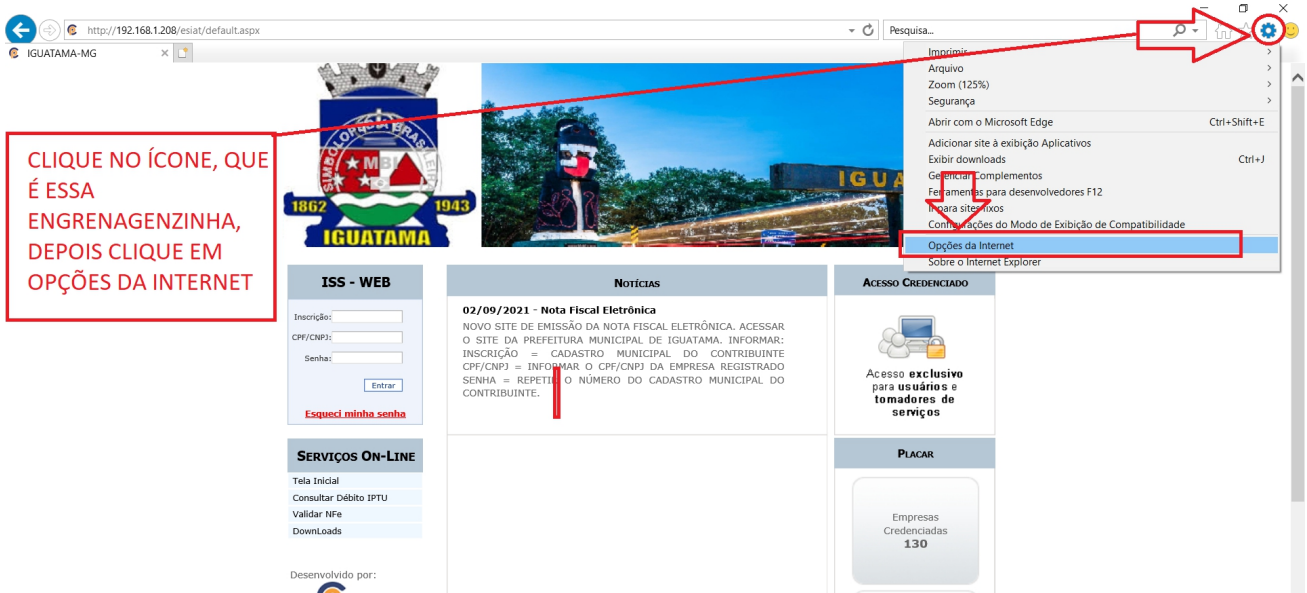 http://192.168.1.208/esiat/default.aspx
Pesquisa...
IGUATAMA-MG
Imprimir
Arquivo
Zoom (125%)
Segurança
Abrir com o Microsoft Edge Ctrl+Shift+E
Adicionar site à exibição Aplicativos
Exibir downloads Ctrl+J
Gerenciar Complementos
Ferramentas para desenvolvedores F12
Ir para sites fixos
Configurações do Modo de Exibição de Compatibilidade
Opções da Internet
Sobre o Internet Explorer
CLIQUE NO ÍCONE, QUE
É ESSA
ENGRENAGENZINHA,
DEPOIS CLIQUE EM
OPÇÕES DA INTERNET
1862 1943
IGUATAMA
IGUA
ISS - WEB
Inscrição:
CPF/CNPJ:
Senha:
Entrar
Esqueci minha senha
SERVIÇOS ON-LINE
Tela Inicial
Consultar Débito IPTU
Validar NFe
DownLoads
Desenvolvido por:
NOTÍCIAS
02/09/2021 - Nota Fiscal Eletrônica
NOVO SITE DE EMISSÃO DA NOTA FISCAL ELETRÔNICA. ACESSAR
O SITE DA PREFEITURA MUNICIPAL DE IGUATAMA. INFORMAR:
INSCRIÇÃO = CADASTRO MUNICIPAL DO CONTRIBUINTE
CPF/CNPJ = INFORMAR O CPF/CNPJ DA EMPRESA REGISTRADO
SENHA = REPETIR O NÚMERO DO CADASTRO MUNICIPAL DO
CONTRIBUINTE.
ACESSO CREDENCIADO
Acesso exclusivo
para usuários e
tomadores de
serviços
PLACAR
Empresas
Credenciadas
130